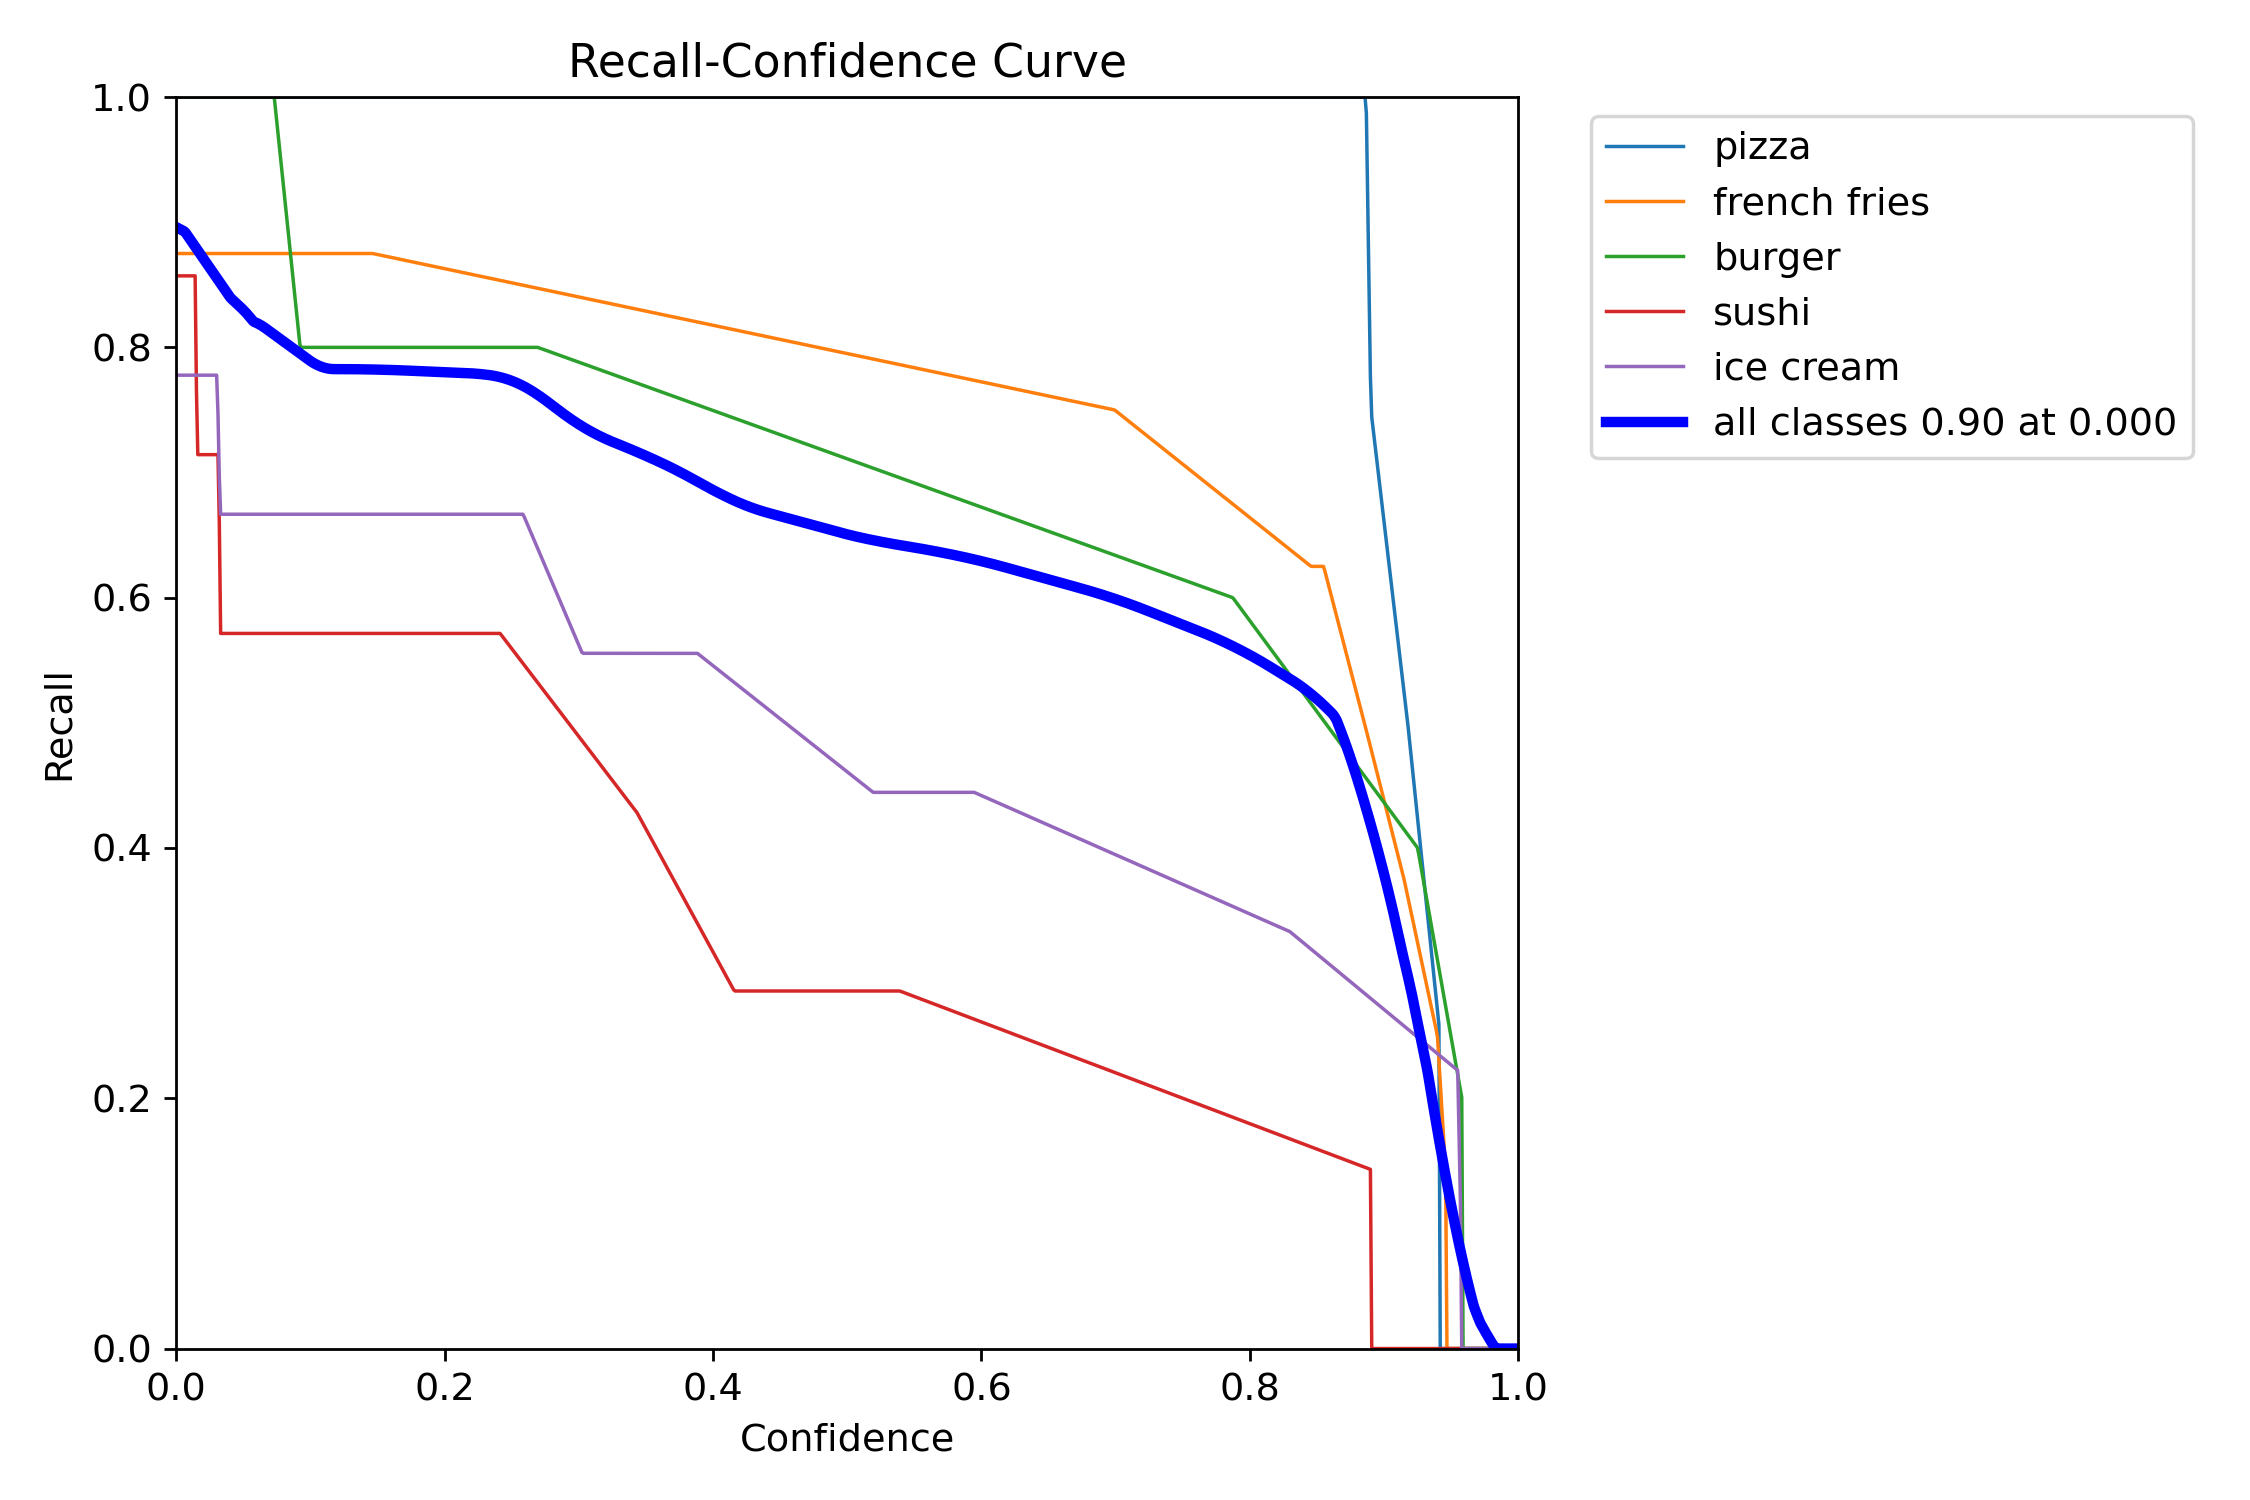 Recall-Confidence Curve
1.0
0.8
0.6
0.4
0.2
0.0
Recall
0.0 0.2 0.4 0.6 0.8 1.0
Confidence
pizza
french fries
burger
sushi
ice cream
all classes 0.90 at 0.000